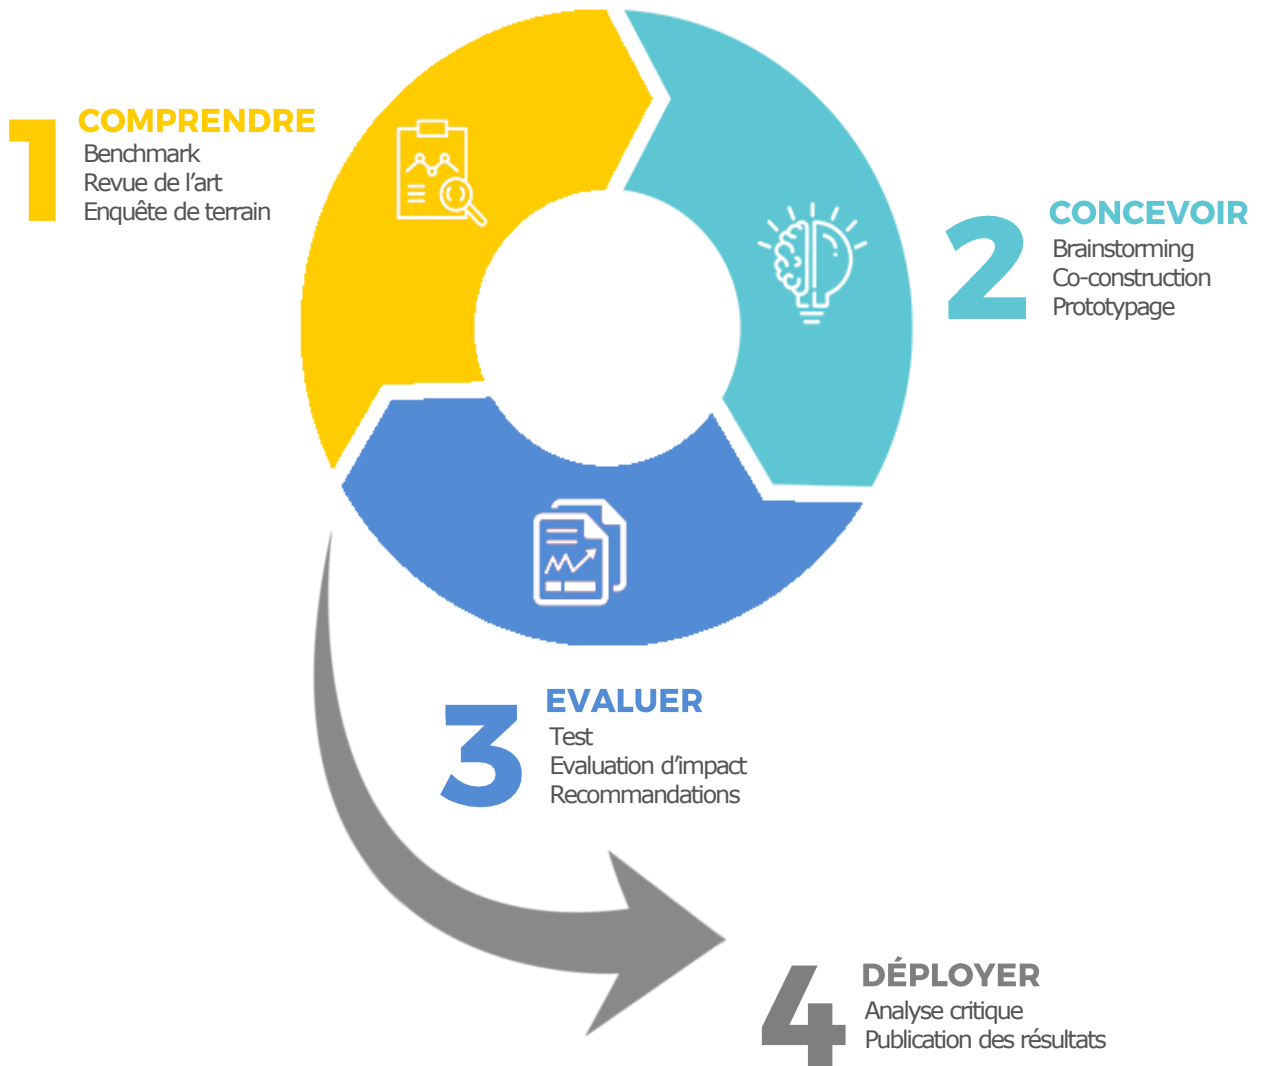 1
COMPRENDRE
Benchmark
Revue de l'art
Enquête de terrain
2
CONCEVOIR
Brainstorming
Co-construction
Prototypage
3
EVALUER
Test
Evaluation d'impact
Recommandations
4
DÉPLOYER
Analyse critique
Publication des résultats